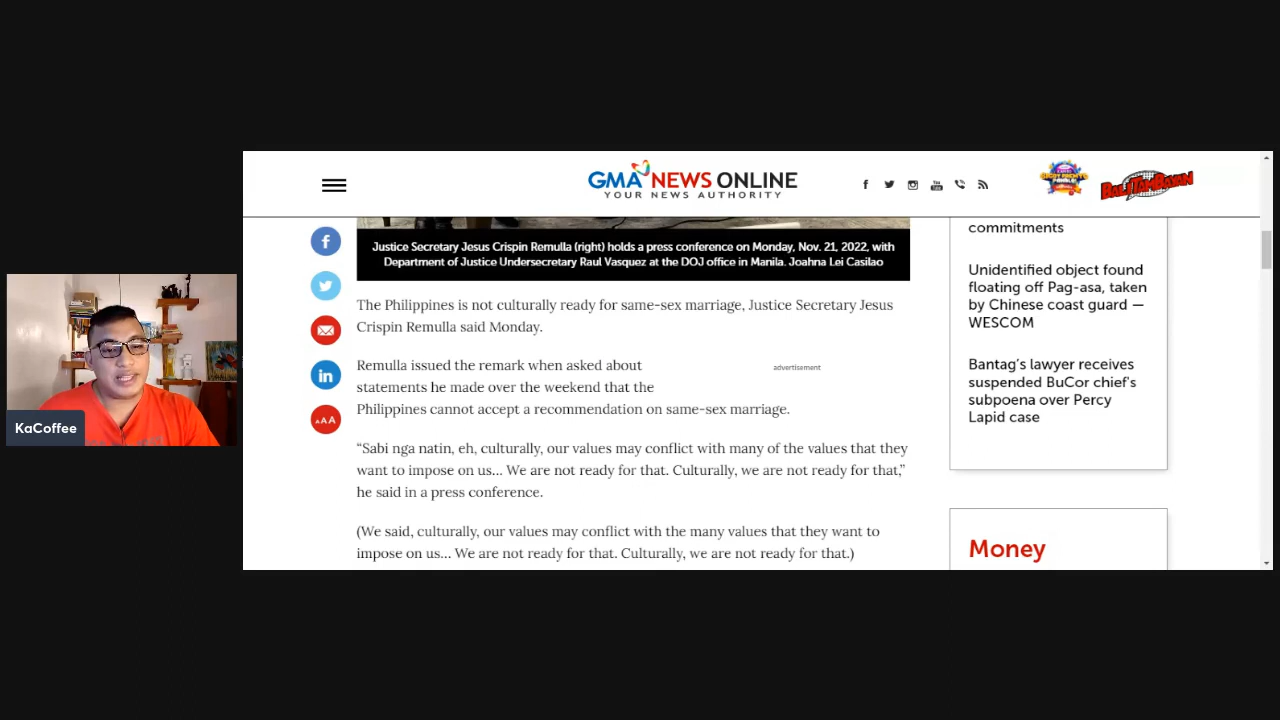 GMA NEWS ONLINE
YOUR NEWS AUTHORITY
BALITAMBAYAN
Justice Secretary Jesus Crispin Remulla (right) holds a press conference on Monday, Nov. 21, 2022, with
Department of Justice Undersecretary Raul Vasquez at the DOJ office in Manila. Joahna Lei Casilao
The Philippines is not culturally ready for same-sex marriage, Justice Secretary Jesus
Crispin Remulla said Monday.
Remulla issued the remark when asked about
statements he made over the weekend that the
Philippines cannot accept a recommendation on same-sex marriage.
advertisement
“Sabi nga natin, eh, culturally, our values may conflict with many of the values that they
want to impose on us… We are not ready for that. Culturally, we are not ready for that,”
he said in a press conference.
(We said, culturally, our values may conflict with the many values that they want to
impose on us… We are not ready for that. Culturally, we are not ready for that.)
commitments
Unidentified object found
floating off Pag-asa, taken
by Chinese coast guard —
WESCOM
Bantag’s lawyer receives
suspended BuCor chief’s
subpoena over Percy
Lapid case
Money
AAA
KaCoffee